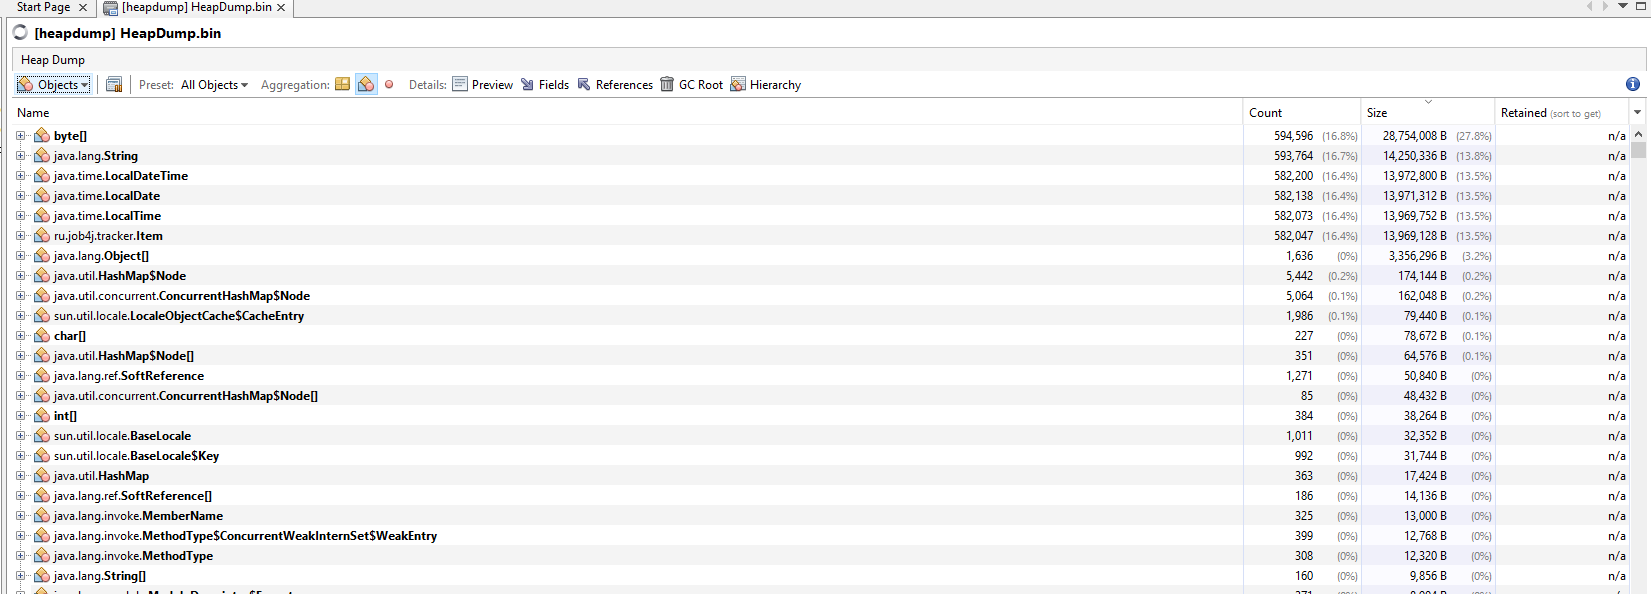 Start Page × [heapdump] HeapDump.bin ×
[heapdump] HeapDump.bin
Heap Dump
Objects Preset: All Objects Aggregation: Details: Preview Fields References GC Root Hierarchy
Name Count Size Retained (sort to get)
byte[] 594,596 (16.8%) 28,754,008 B (27.8%) n/a
java.lang.String 593,764 (16.7%) 14,250,336 B (13.8%) n/a
java.time.LocalDateTime 582,200 (16.4%) 13,972,800 B (13.5%) n/a
java.time.LocalDate 582,138 (16.4%) 13,971,312 B (13.5%) n/a
java.time.LocalTime 582,073 (16.4%) 13,969,752 B (13.5%) n/a
ru.job4j.tracker.Item 582,047 (16.4%) 13,969,128 B (13.5%) n/a
java.lang.Object[] 1,636 (0%) 3,356,296 B (3.2%) n/a
java.util.HashMap$Node 5,442 (0.2%) 174,144 B (0.2%) n/a
java.util.concurrent.ConcurrentHashMap$Node 5,064 (0.1%) 162,048 B (0.2%) n/a
sun.util.locale.LocaleObjectCache$CacheEntry 1,986 (0.1%) 79,440 B (0.1%) n/a
char[] 227 (0%) 78,672 B (0.1%) n/a
java.util.HashMap$Node[] 351 (0%) 64,576 B (0.1%) n/a
java.lang.ref.SoftReference 1,271 (0%) 50,840 B (0%) n/a
java.util.concurrent.ConcurrentHashMap$Node[] 85 (0%) 48,432 B (0%) n/a
int[] 384 (0%) 38,264 B (0%) n/a
sun.util.locale.BaseLocale 1,011 (0%) 32,352 B (0%) n/a
sun.util.locale.BaseLocale$Key 992 (0%) 31,744 B (0%) n/a
java.util.HashMap 363 (0%) 17,424 B (0%) n/a
java.lang.ref.SoftReference[] 186 (0%) 14,136 B (0%) n/a
java.lang.invoke.MemberName 325 (0%) 13,000 B (0%) n/a
java.lang.invoke.MethodType$ConcurrentWeakInternSet$WeakEntry 399 (0%) 12,768 B (0%) n/a
java.lang.invoke.MethodType 308 (0%) 12,320 B (0%) n/a
java.lang.String[] 160 (0%) 9,856 B (0%) n/a